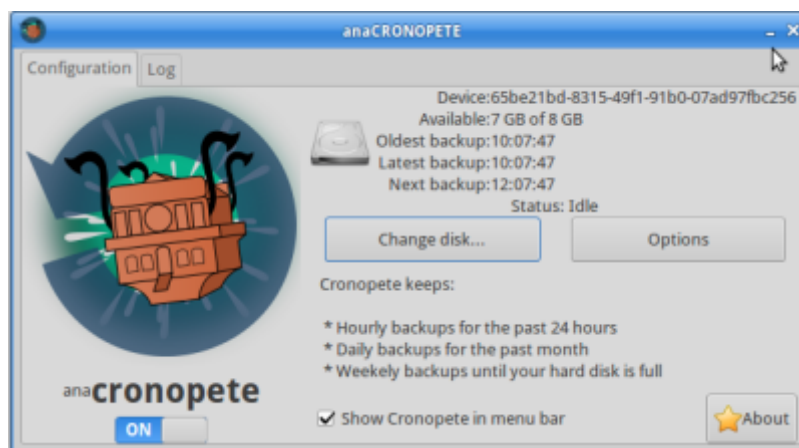 anaCRONOPETE
Configuration
Log
Device:65be21bd-8315-49f1-91b0-07ad97fbc256
Available:7 GB of 8 GB
Oldest backup:10:07:47
Latest backup:10:07:47
Next backup:12:07:47
Status: Idle
Change disk...
Options
Cronopete keeps:
* Hourly backups for the past 24 hours
* Daily backups for the past month
* Weekely backups until your hard disk is full
anacronopete
ON
Show Cronopete in menu bar
About